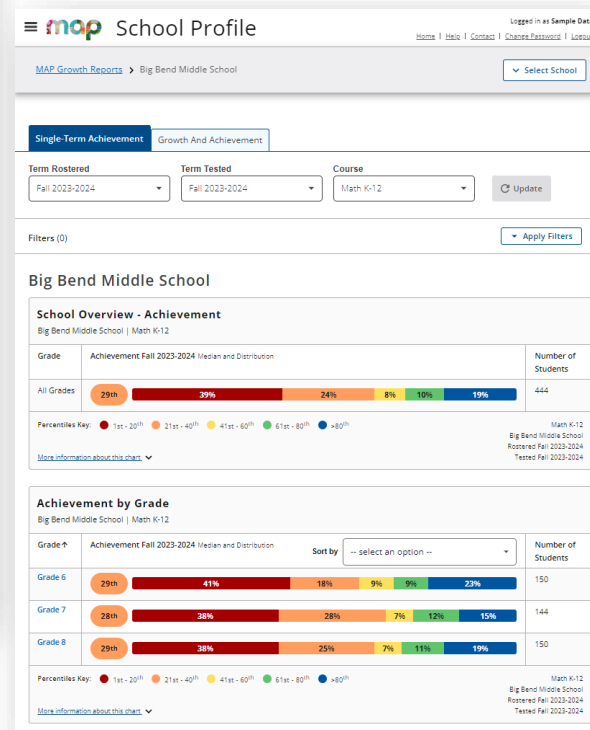 map School Profile
Logged in as Sample Dat
Home | Help | Contact | Change Password | Logou
MAP Growth Reports > Big Bend Middle School
Select School
Single-Term Achievement
Growth And Achievement
Term Rostered
Term Tested
Course
Fall 2023-2024
Fall 2023-2024
Math K-12
Update
Filters (0)
Apply Filters
Big Bend Middle School
School Overview - Achievement
Big Bend Middle School | Math K-12
Grade
Achievement Fall 2023-2024 Median and Distribution
Number of
Students
All Grades
29th
39% 24% 8% 10% 19%
444
Percentiles Key: 1st - 20th 21st - 40th 41st - 60th 61st - 80th >80th
Math K-12
Big Bend Middle School
Rostered Fall 2023-2024
Tested Fall 2023-2024
More information about this chart
Achievement by Grade
Big Bend Middle School | Math K-12
Grade↑
Achievement Fall 2023-2024 Median and Distribution
Sort by
-- select an option --
Number of
Students
Grade 6
29th
41% 18% 9% 9% 23%
150
Grade 7
28th
38% 28% 7% 12% 15%
144
Grade 8
29th
38% 25% 7% 11% 19%
150
Percentiles Key: 1st - 20th 21st - 40th 41st - 60th 61st - 80th >80th
Math K-12
Big Bend Middle School
Rostered Fall 2023-2024
Tested Fall 2023-2024
More information about this chart